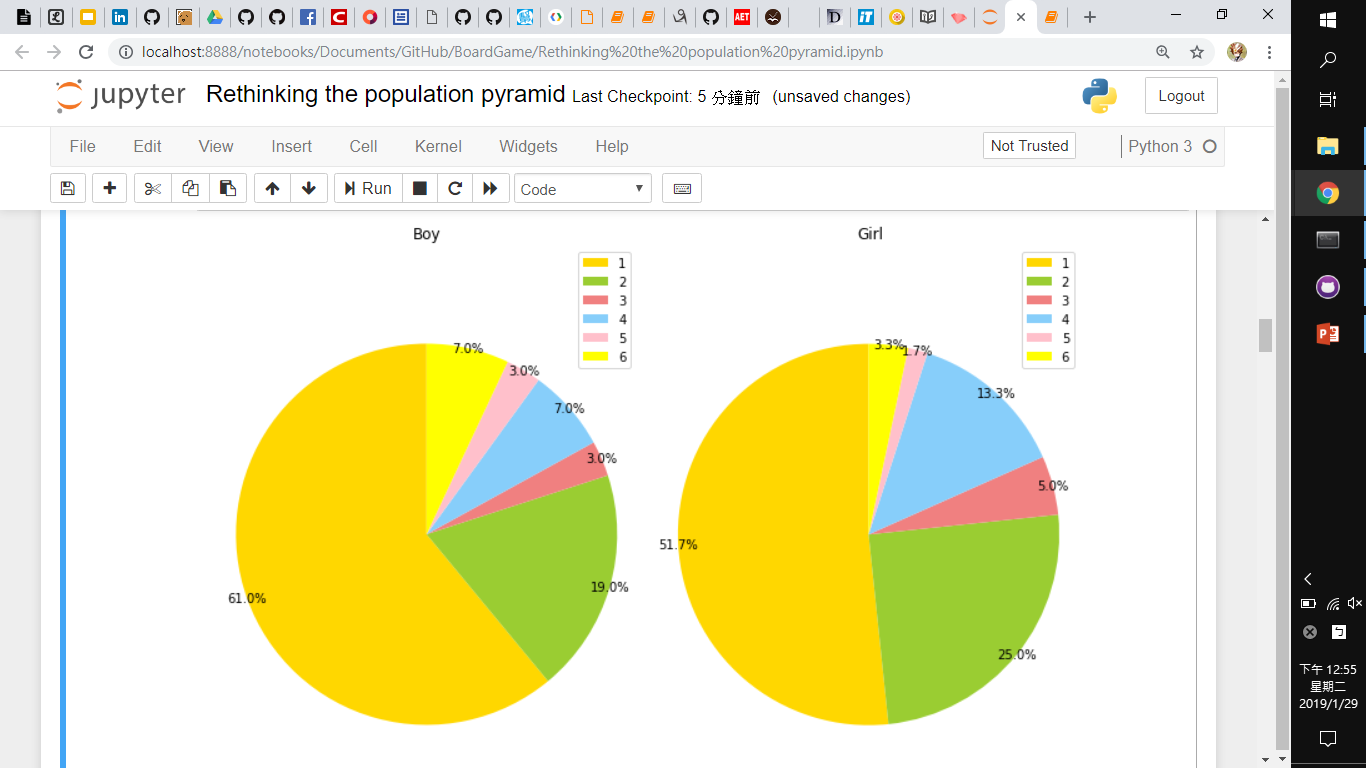 localhost:8888/notebooks/Documents/GitHub/BoardGame/Rethinking%20the%20population%20pyramid.ipynb
jupyter Rethinking the population pyramid Last Checkpoint: 5 分鐘前 (unsaved changes)
Logout
File Edit View Insert Cell Kernel Widgets Help
Not Trusted
Python 3
Run
Code
Boy
1
2
3
4
5
6
7.0%
3.0%
7.0%
3.0%
19.0%
61.0%
Girl
1
2
3
4
5
6
3.3%
1.7%
13.3%
5.0%
51.7%
25.0%
下午 12:55
星期二
2019/1/29